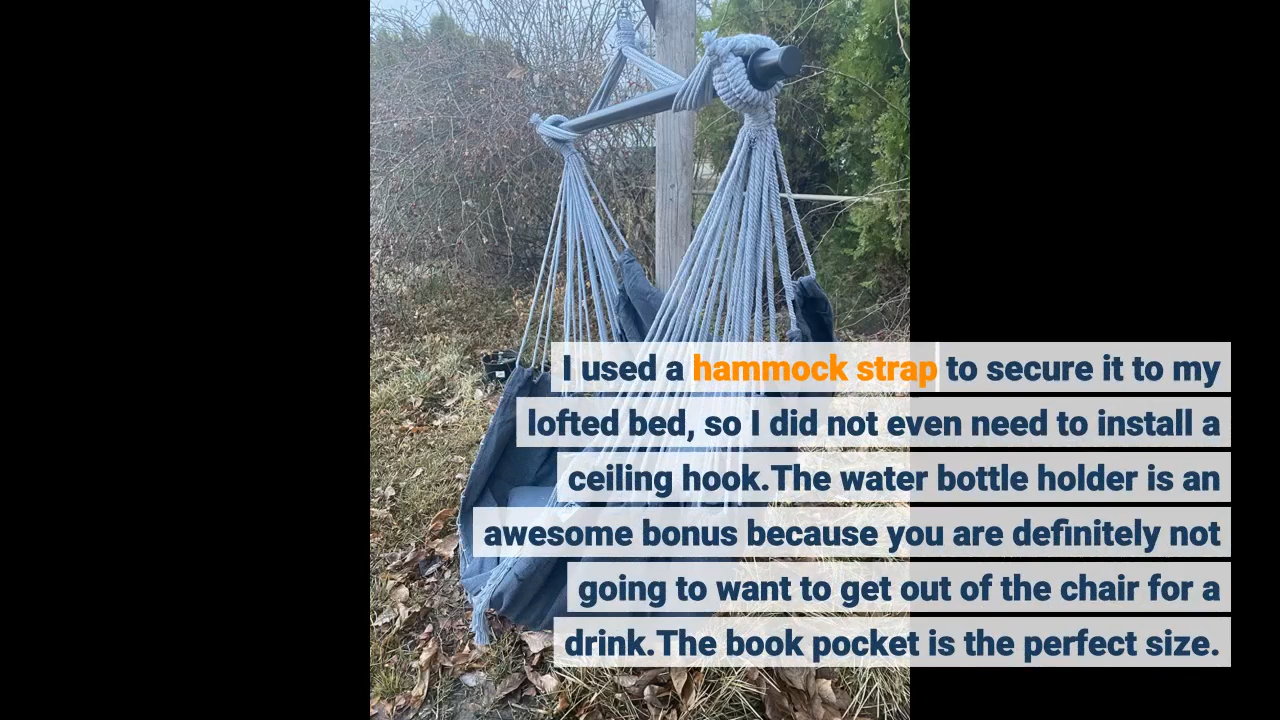 I used a hammock strap to secure it to my
lofted bed, so I did not even need to install a
ceiling hook.The water bottle holder is an
awesome bonus because you are definitely not
going to want to get out of the chair for a
drink.The book pocket is the perfect size.